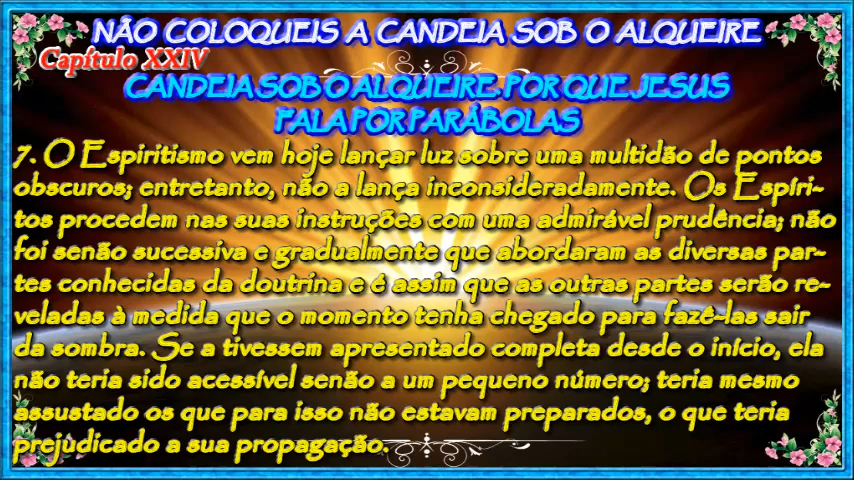 NÃO COLOQUEIS A CANDEIA SOB O ALQUEIRE
Capítulo XXIV
CANDEIA SOB O ALQUEIRE. POR QUE JESUS
FALA POR PARÁBOLAS
7. O Espiritismo vem hoje lançar luz sobre uma multidão de pontos
obscuros; entretanto, não a lança inconsideradamente. Os Espíri-
tos procedem nas suas instruções com uma admirável prudência; não
foi senão sucessiva e gradualmente que abordaram as diversas par-
tes conhecidas da doutrina e é assim que as outras partes serão re-
veladas à medida que o momento tenha chegado para fazê-las sair
da sombra. Se a tivessem apresentado completa desde o início, ela
não teria sido acessível senão a um pequeno número; teria mesmo
assustado os que para isso não estavam preparados, o que teria
prejudicado a sua propagação.